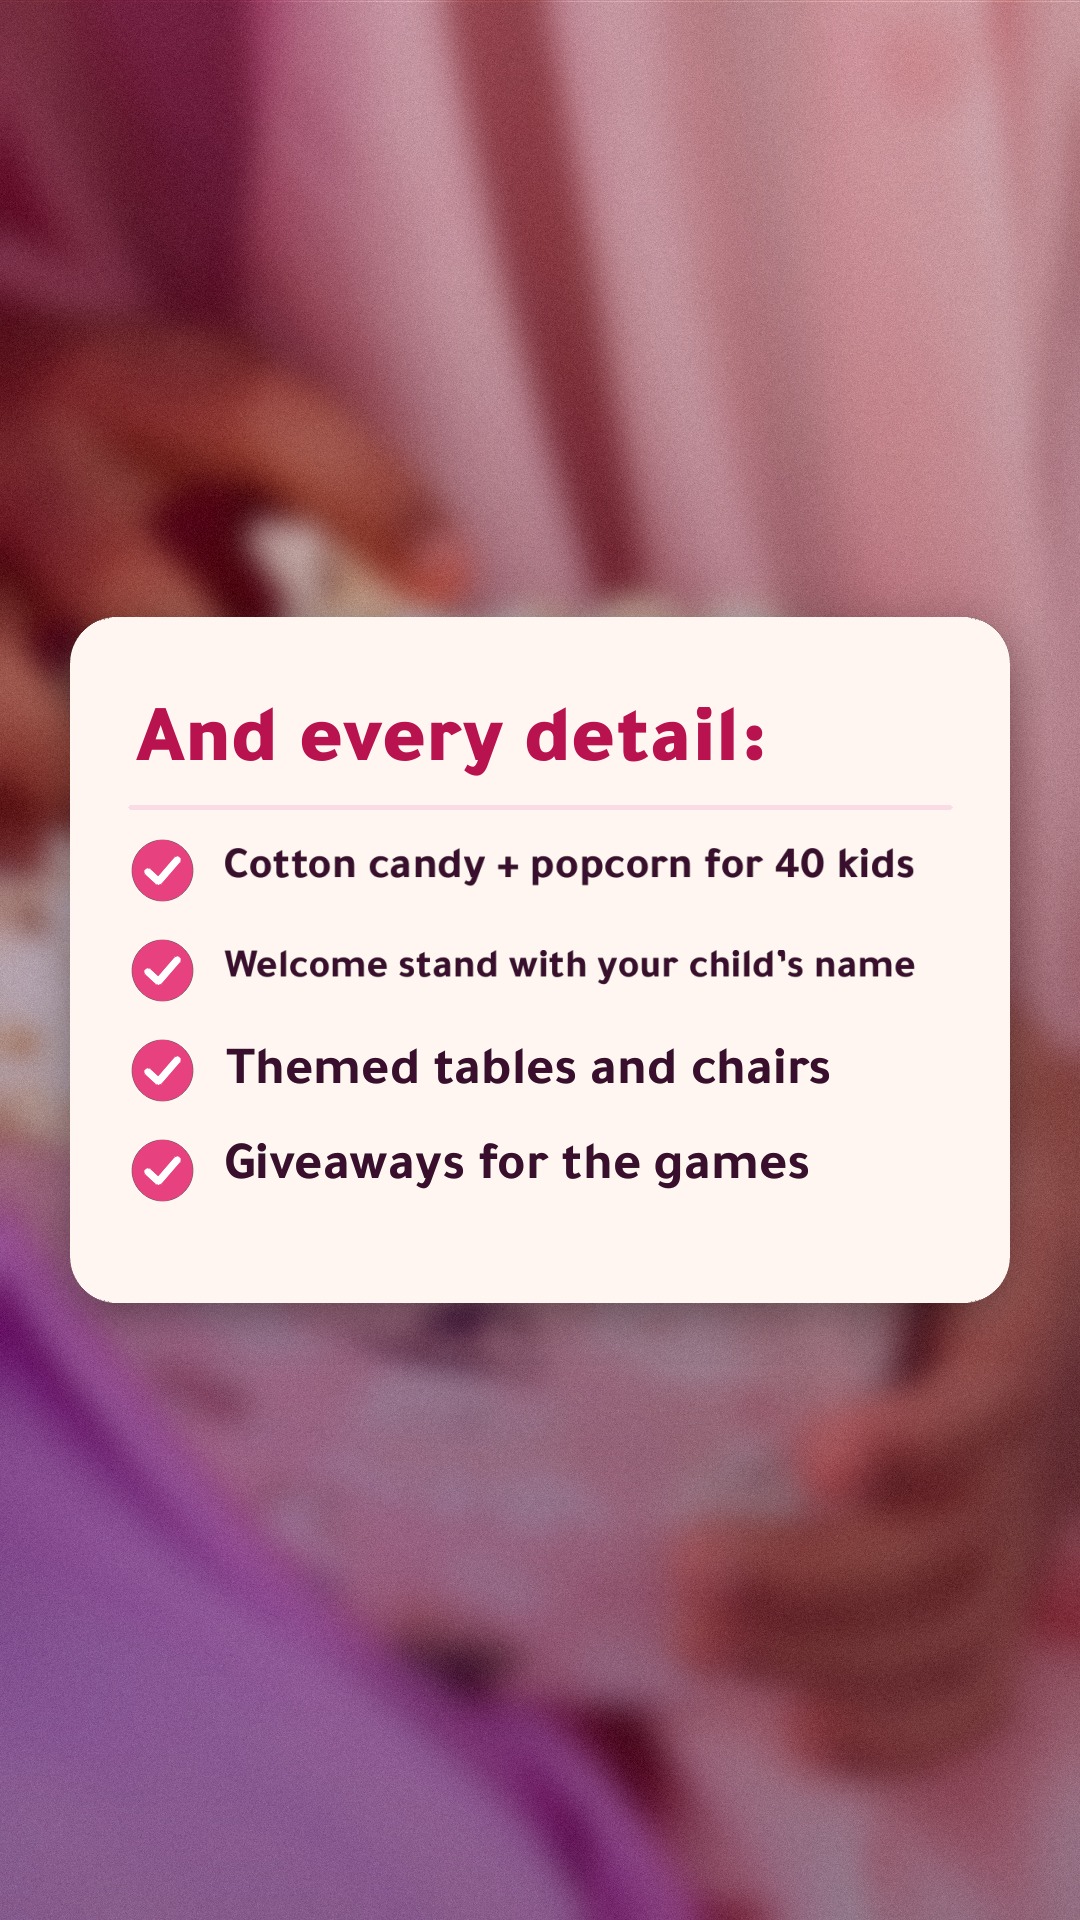 And every detail:
Cotton candy + popcorn for 40 kids
Welcome stand with your child's name
Themed tables and chairs
Giveaways for the games